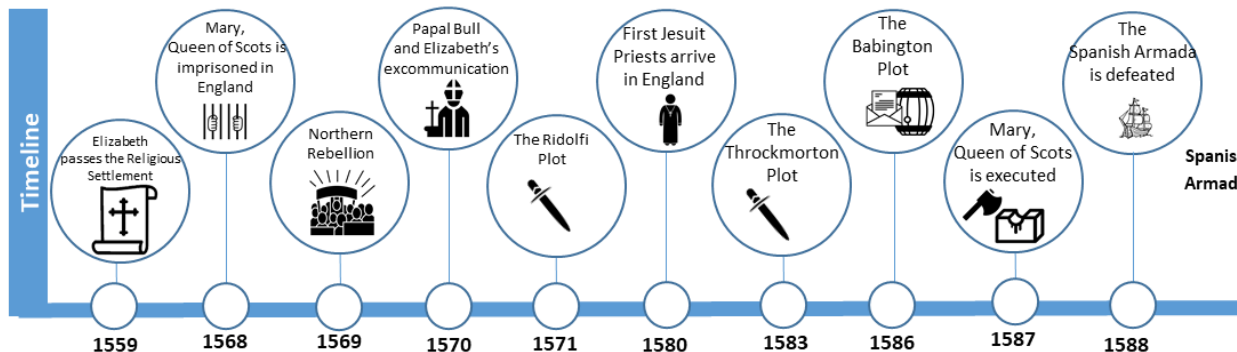 Timeline
Elizabeth
passes the Religious
Settlement
Mary,
Queen of Scots is
imprisoned in
England
Northern
Rebellion
Papal Bull
and Elizabeth's
excommunication
The Ridolfi
Plot
First Jesuit
Priests arrive
in England
The
Throckmorton
Plot
The
Babington
Plot
Mary,
Queen of Scots
is executed
The
Spanish Armada
is defeated
Spanis
Armad
1559
1568
1569
1570
1571
1580
1583
1586
1587
1588